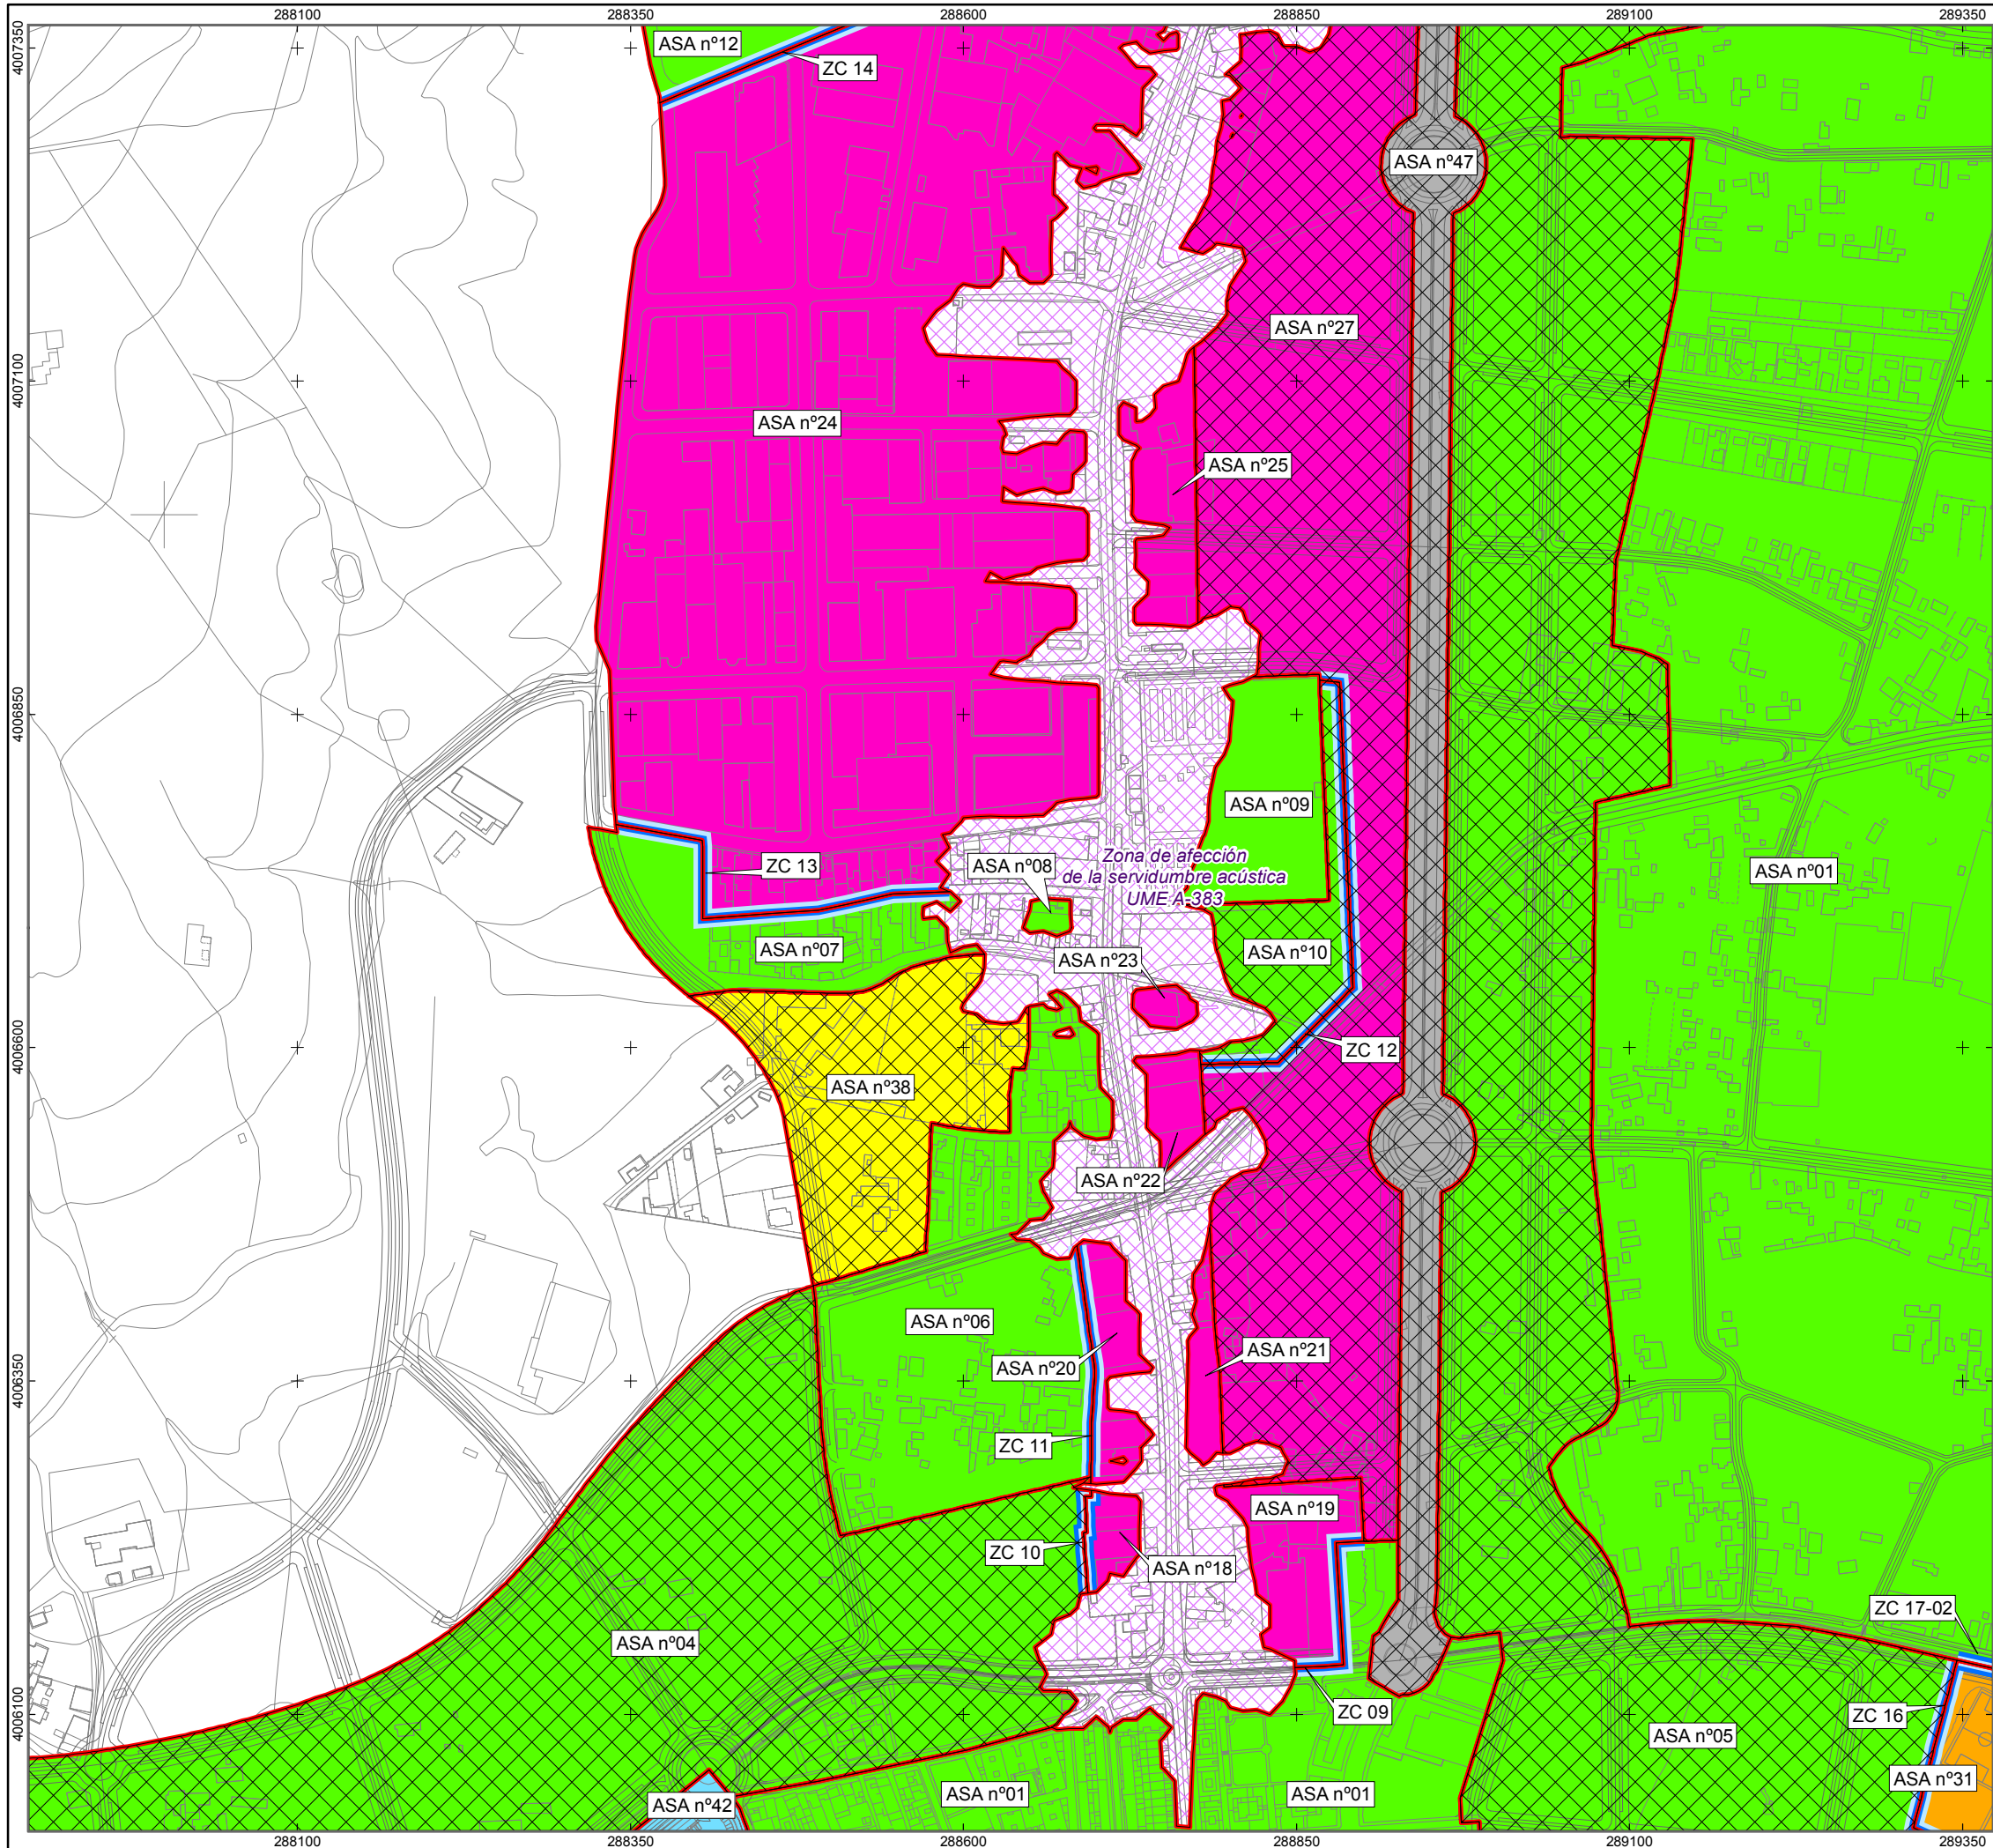 288100
288350
288600
288850
289100
289350
4007350
4007100
4006850
4006600
4006350
4006100
ASA nº12
ZC 14
ASA nº47
ASA nº27
ASA nº24
ASA nº25
ASA nº09
Zona de afección
de la servidumbre acústica
UME A-383
ASA nº08
ZC 13
ASA nº01
ASA nº07
ASA nº10
ASA nº23
ZC 12
ASA nº38
ASA nº22
ASA nº06
ASA nº20
ASA nº21
ZC 11
ASA nº19
ZC 10
ASA nº18
ZC 17-02
ASA nº04
ZC 09
ZC 16
ASA nº05
ASA nº31
ASA nº42
ASA nº01
ASA nº01
288100
288350
288600
288850
289100
289350